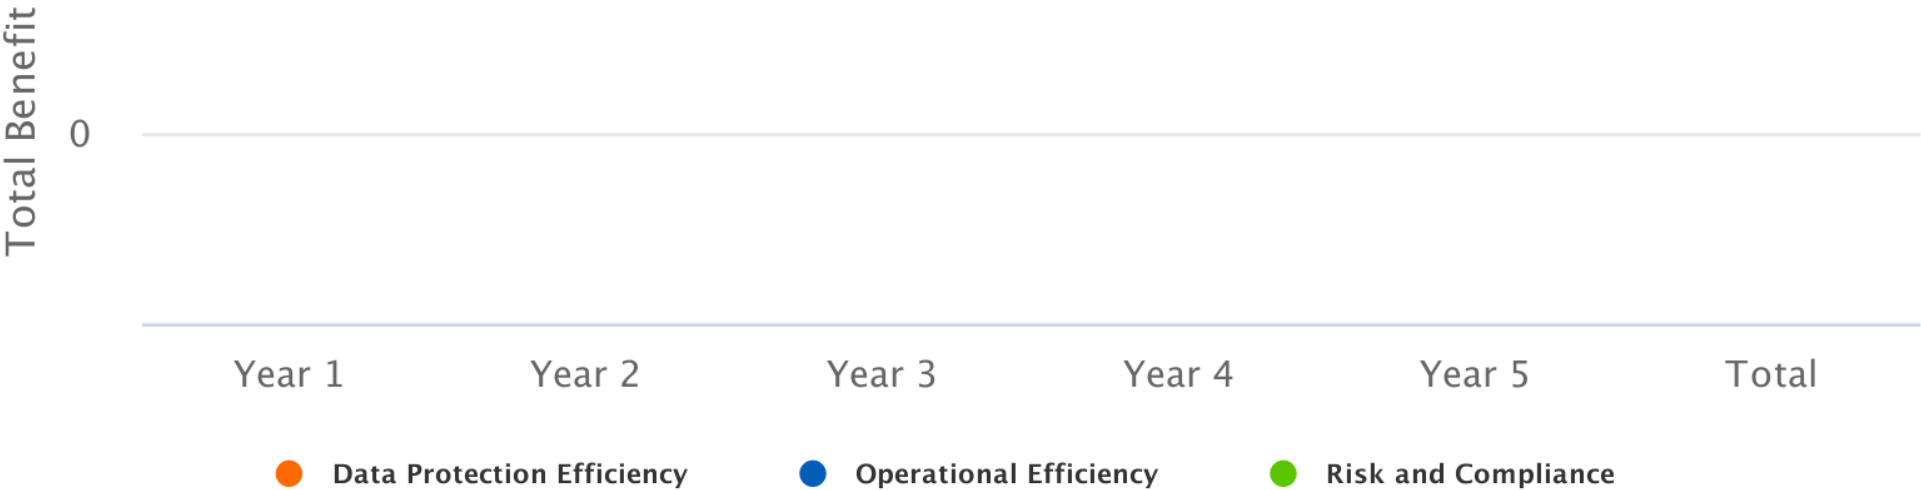 Total Benefit
0
Year 1 Year 2 Year 3 Year 4 Year 5 Total
Data Protection Efficiency Operational Efficiency Risk and Compliance